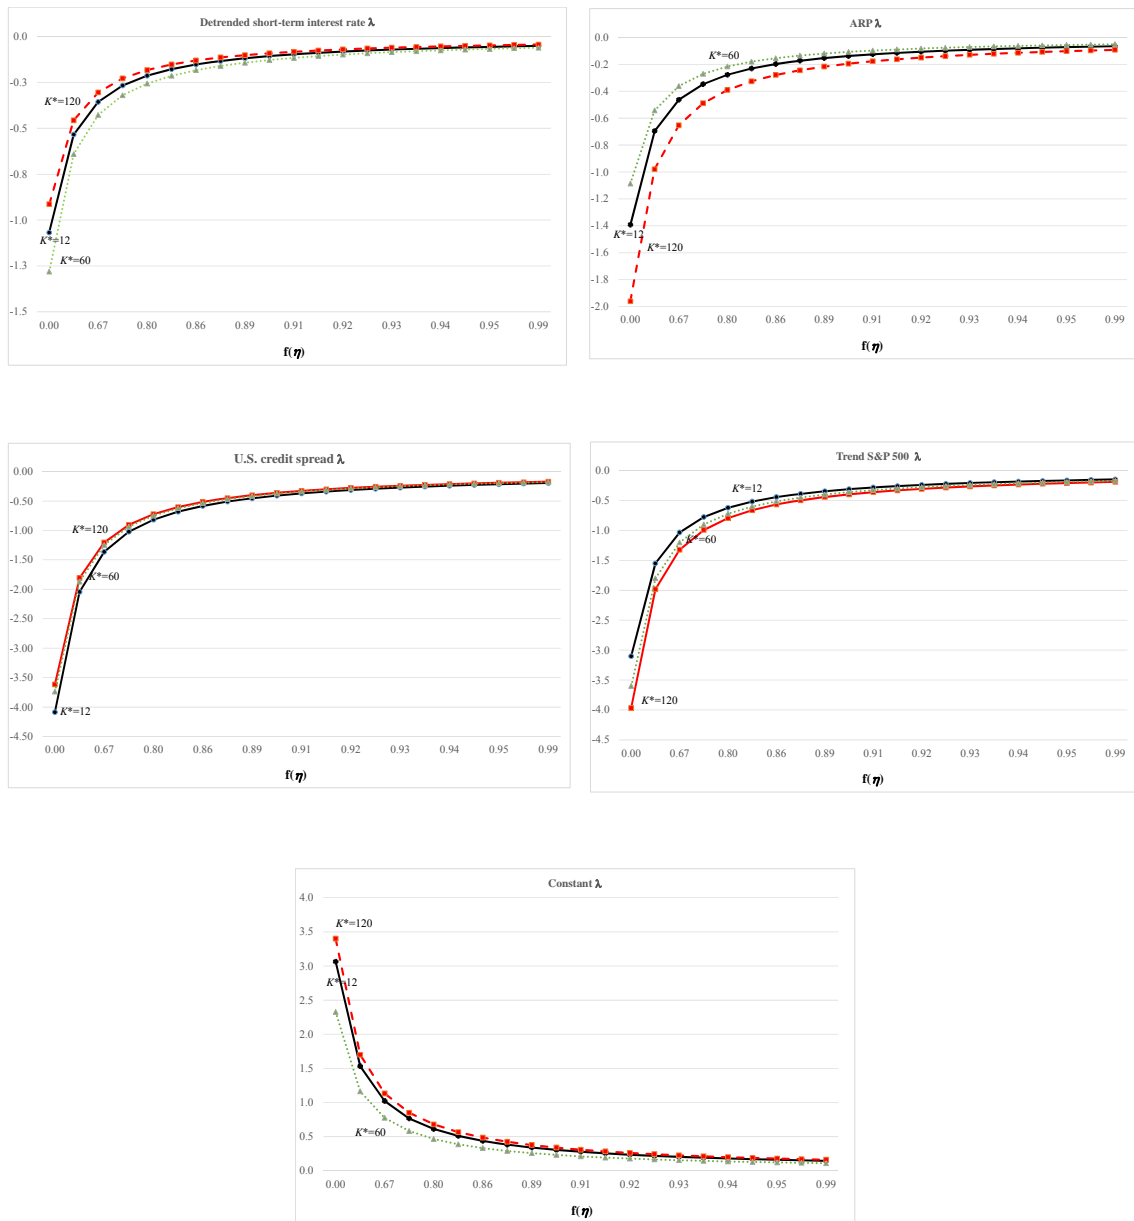 Detrended short-term interest rate λ
0.0
-0.3
-0.5
-0.8
-1.0
-1.3
-1.5
K*=120
K*=12
K*=60
0.00 0.67 0.80 0.86 0.89 0.91 0.92 0.93 0.94 0.95 0.99
f(η)
ARP λ
0.0
-0.2
-0.4
-0.6
-0.8
-1.0
-1.2
-1.4
-1.6
-1.8
-2.0
K*=60
K*=12
K*=120
0.00 0.67 0.80 0.86 0.89 0.91 0.92 0.93 0.94 0.95 0.99
f(η)
U.S. credit spread λ
0.00
-0.50
-1.00
-1.50
-2.00
-2.50
-3.00
-3.50
-4.00
-4.50
K*=120
K*=60
K*=12
0.00 0.67 0.80 0.86 0.89 0.91 0.92 0.93 0.94 0.95 0.99
f(η)
Trend S&P 500 λ
0.0
-0.5
-1.0
-1.5
-2.0
-2.5
-3.0
-3.5
-4.0
-4.5
K*=12
K*=60
K*=120
0.00 0.67 0.80 0.86 0.89 0.91 0.92 0.93 0.94 0.95 0.99
f(η)
Constant λ
4.0
3.5
3.0
2.5
2.0
1.5
1.0
0.5
0.0
K*=120
K*=12
K*=60
0.00 0.67 0.80 0.86 0.89 0.91 0.92 0.93 0.94 0.95 0.99
f(η)